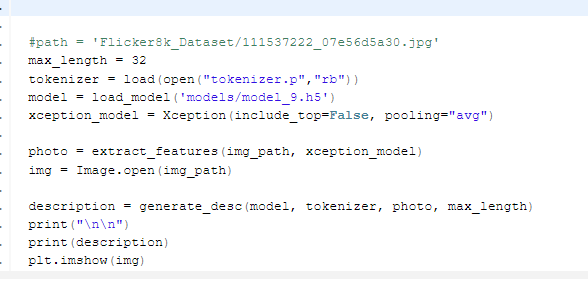 #path = 'Flicker8k_Dataset/111537222_07e56d5a30.jpg'
max_length = 32
tokenizer = load(open("tokenizer.p","rb"))
model = load_model('models/model_9.h5')
xception_model = Xception(include_top=False, pooling="avg")
photo = extract_features(img_path, xception_model)
img = Image.open(img_path)
description = generate_desc(model, tokenizer, photo, max_length)
print("\n\n")
print(description)
plt.imshow(img)